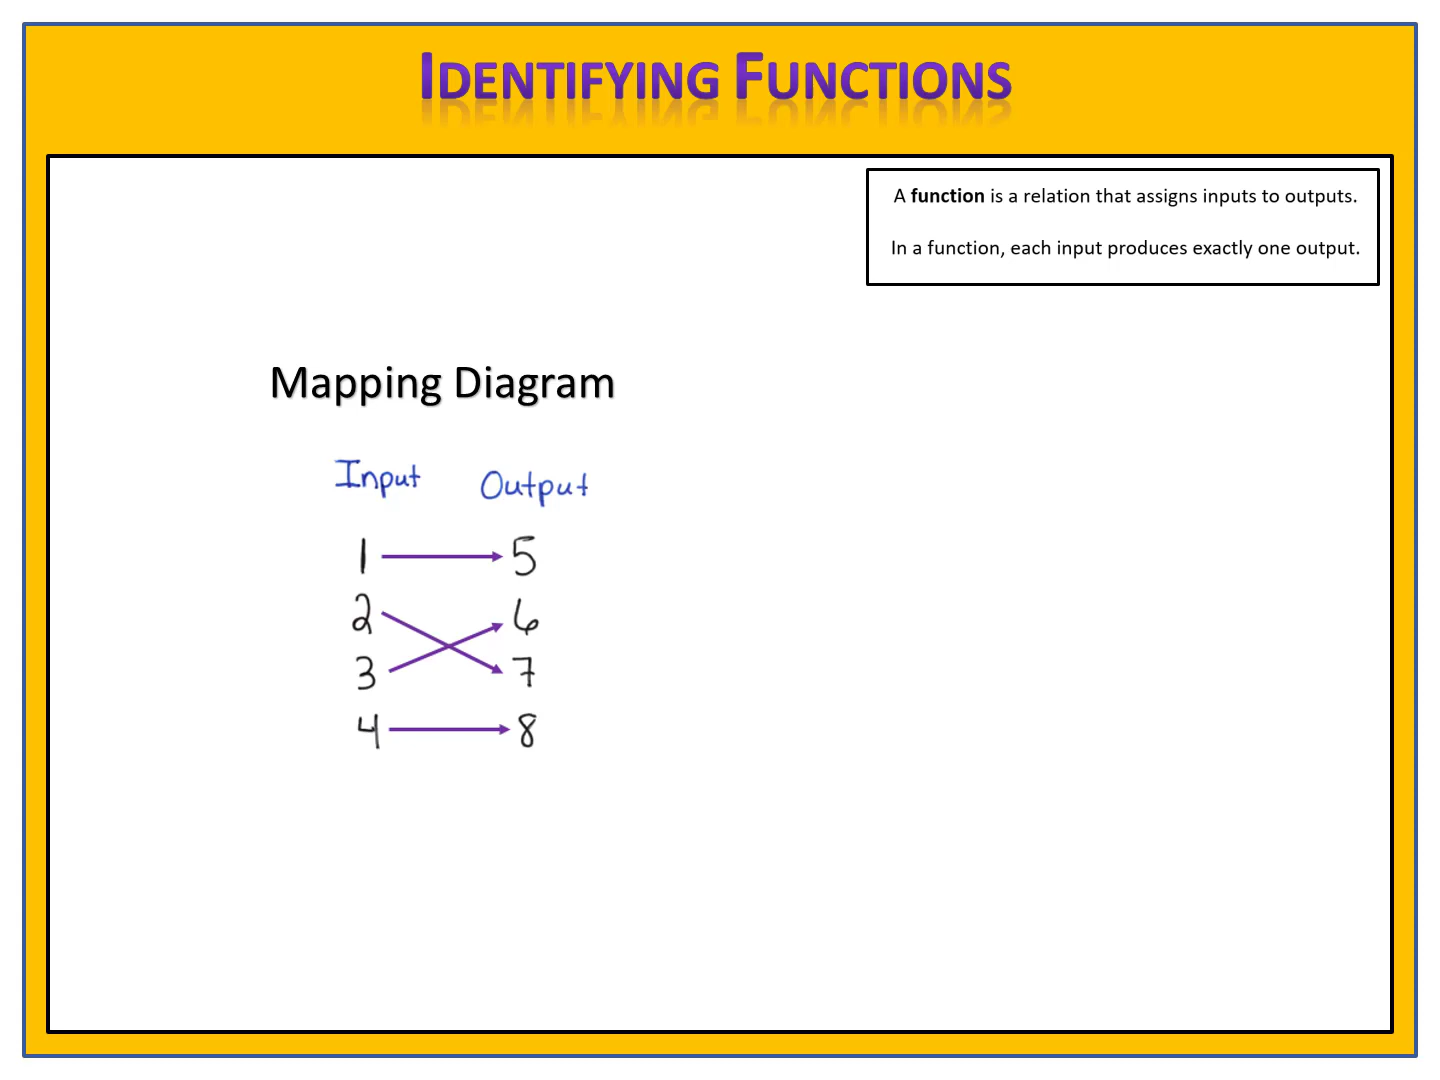 IDENTIFYING FUNCTIONS
A function is a relation that assigns inputs to outputs.
In a function, each input produces exactly one output.
Mapping Diagram
Input Output
1 5
2 6
3 7
4 8